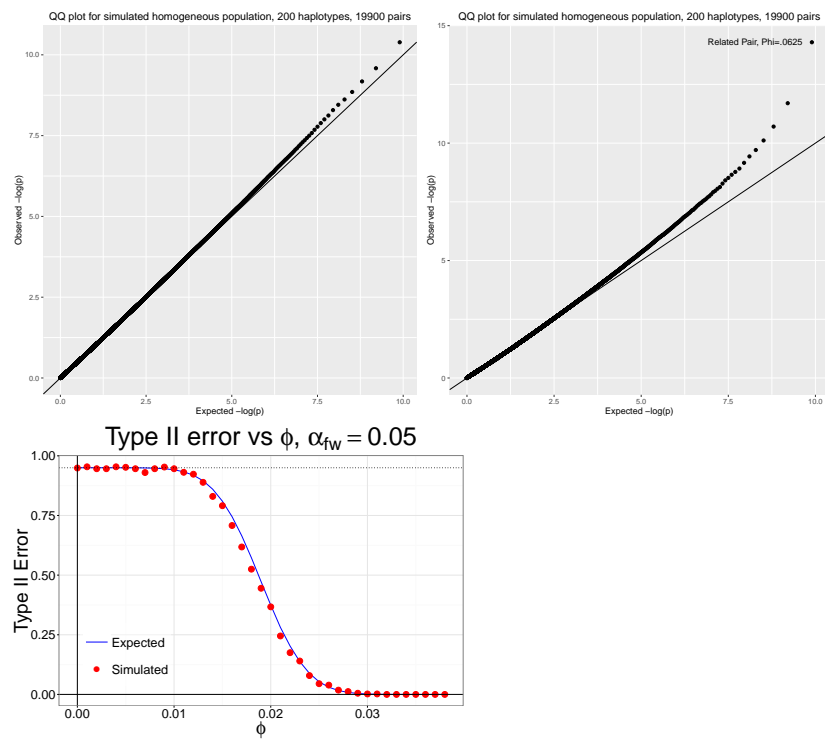 QQ plot for simulated homogeneous population, 200 haplotypes, 19900 pairs
10.0
7.5
5.0
2.5
0.0
Observed −log(p)
0.0
2.5
5.0
7.5
10.0
Expected −log(p)
QQ plot for simulated homogeneous population, 200 haplotypes, 19900 pairs
Related Pair, Phi=.0625
15
10
5
0
Observed −log(p)
0.0
2.5
5.0
7.5
10.0
Expected −log(p)
Type II error vs ϕ, αfw = 0.05
1.00
0.75
0.50
0.25
0.00
Type II Error
Expected
Simulated
0.00
0.01
0.02
0.03
ϕ